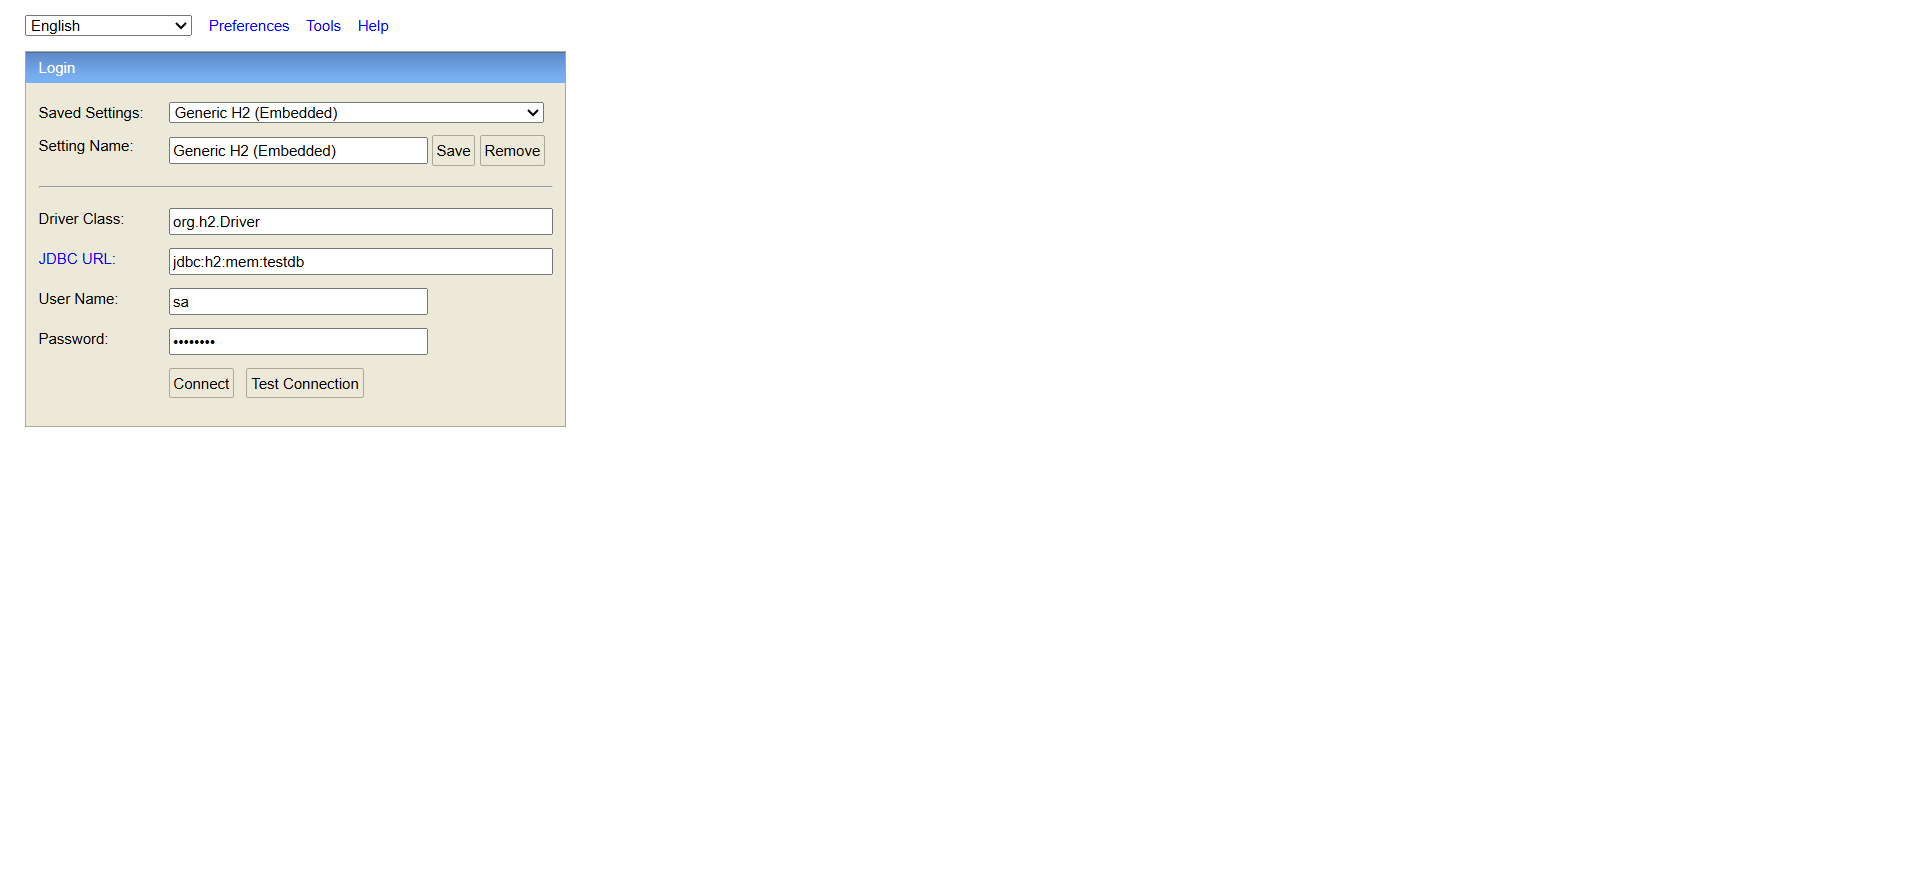 English Preferences Tools Help
Login
Saved Settings: Generic H2 (Embedded)
Setting Name: Generic H2 (Embedded) Save Remove
Driver Class: org.h2.Driver
JDBC URL: jdbc:h2:mem:testdb
User Name: sa
Password: ••••••••
Connect Test Connection